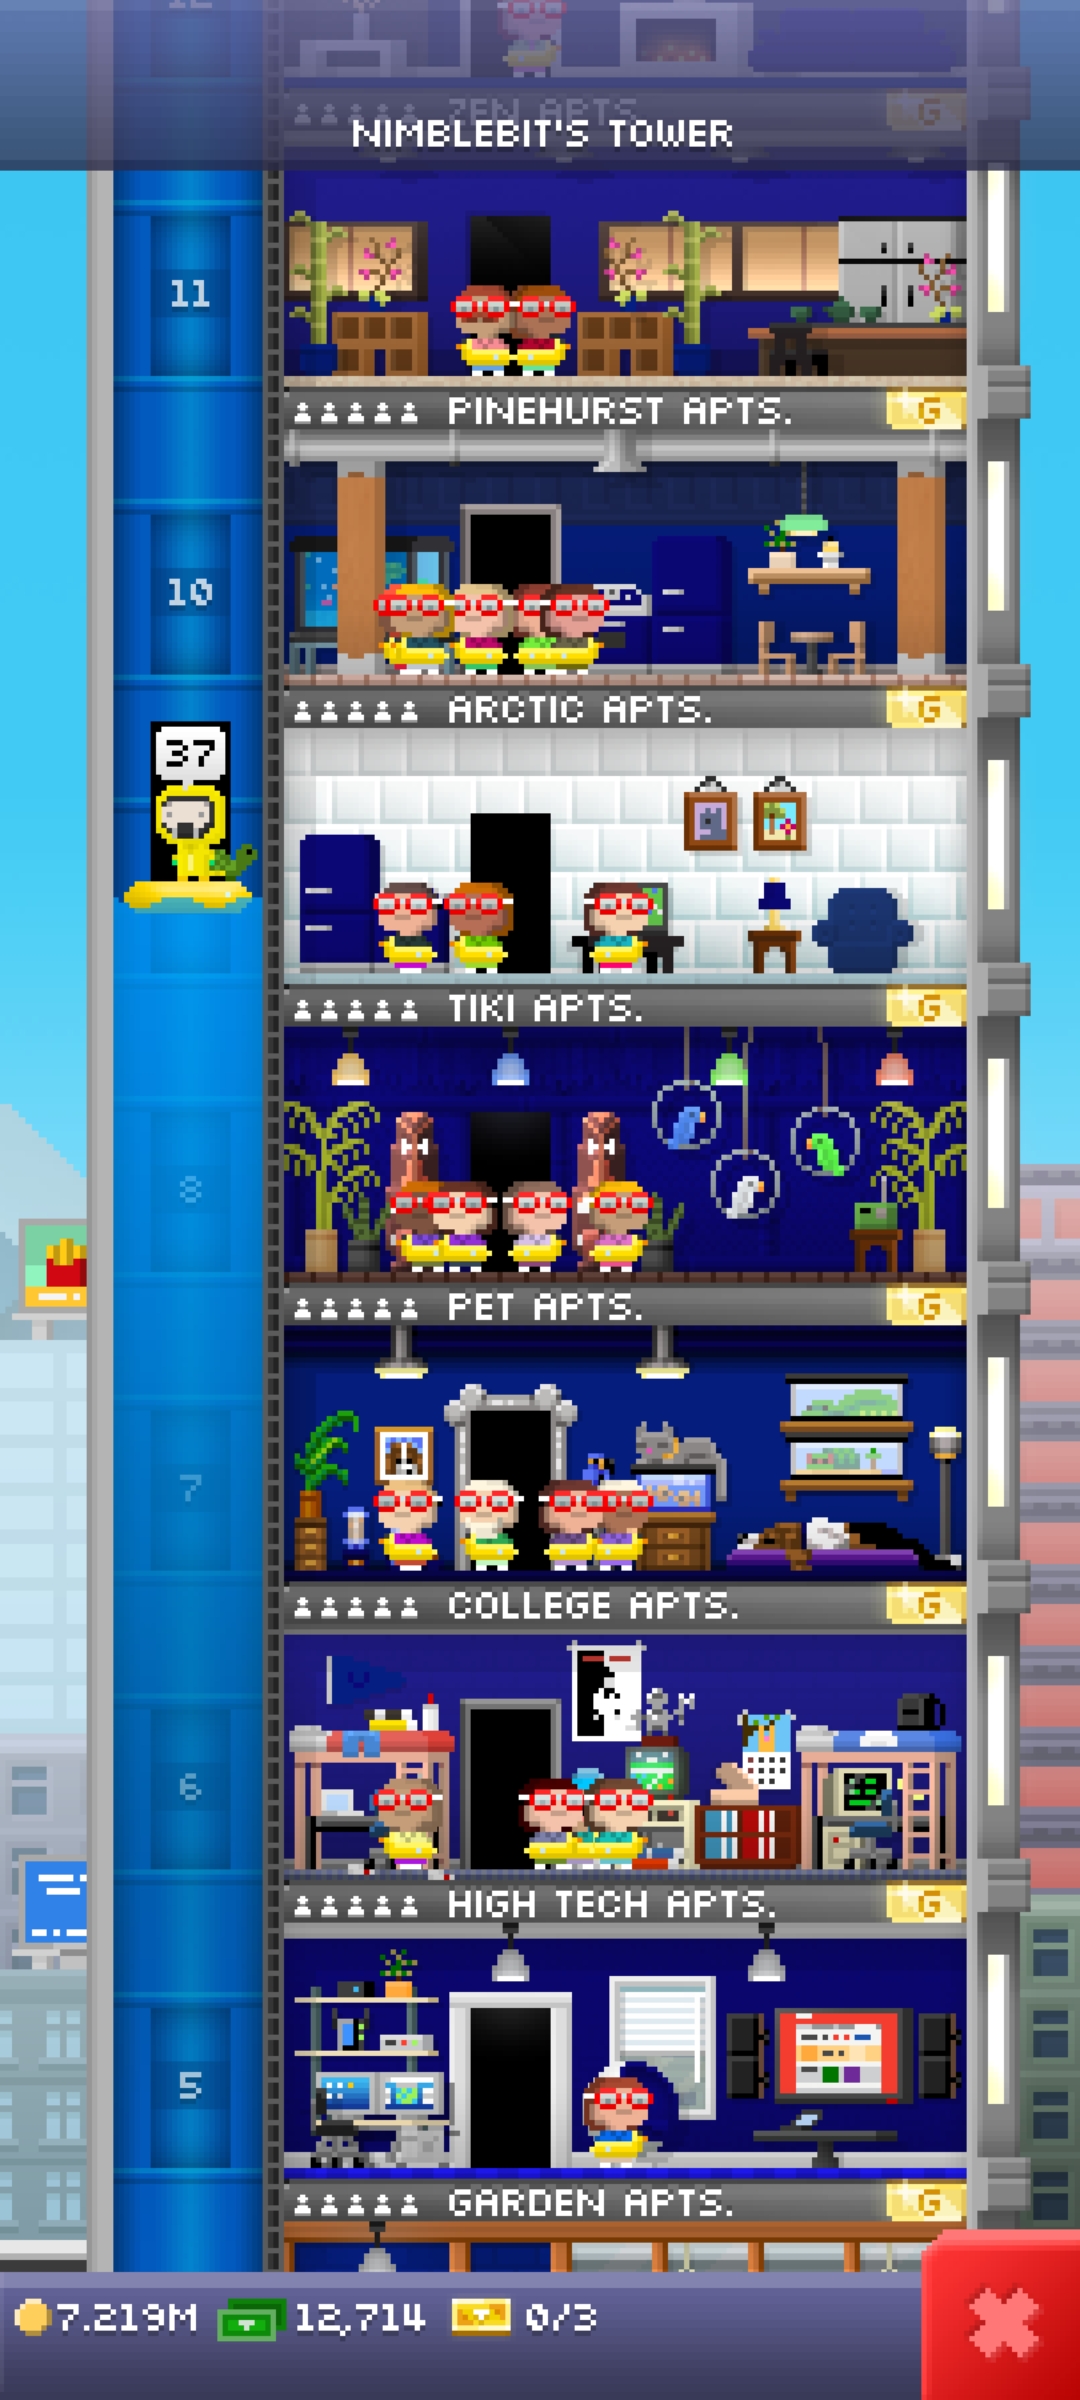 12
ZEN APTS.
G
NIMBLEBIT'S TOWER
11
PINEHURST APTS.
G
10
ARCTIC APTS.
G
37
TIKI APTS.
G
8
PET APTS.
G
7
COLLEGE APTS.
G
6
HIGH TECH APTS.
G
5
GARDEN APTS.
G
7.219M
12,714
0/3